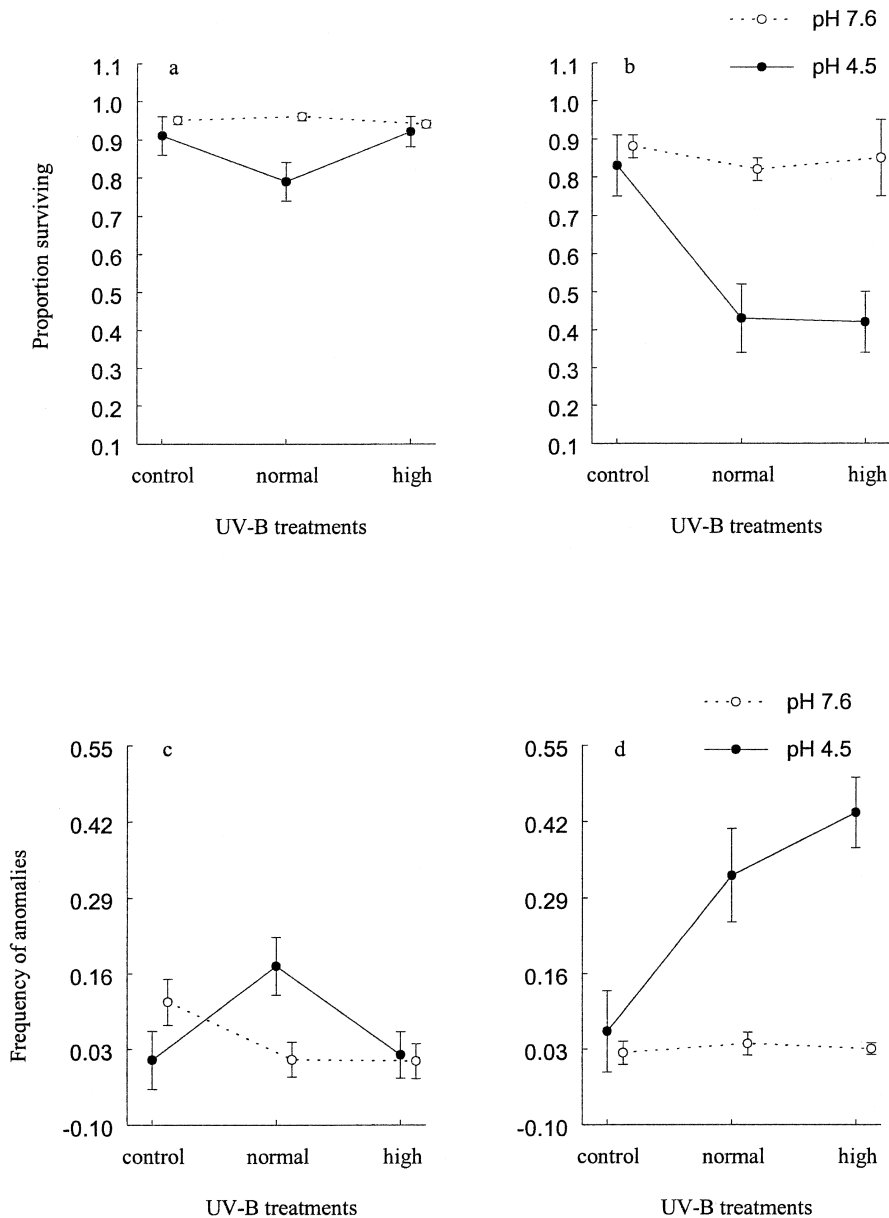 pH 7.6
pH 4.5
a
b
Proportion surviving
1.1
1.0
0.9
0.8
0.7
0.6
0.5
0.4
0.3
0.2
0.1
control normal high
UV-B treatments
1.1
1.0
0.9
0.8
0.7
0.6
0.5
0.4
0.3
0.2
0.1
control normal high
UV-B treatments
pH 7.6
pH 4.5
c
d
Frequency of anomalies
0.55
0.42
0.29
0.16
0.03
-0.10
control normal high
UV-B treatments
0.55
0.42
0.29
0.16
0.03
-0.10
control normal high
UV-B treatments